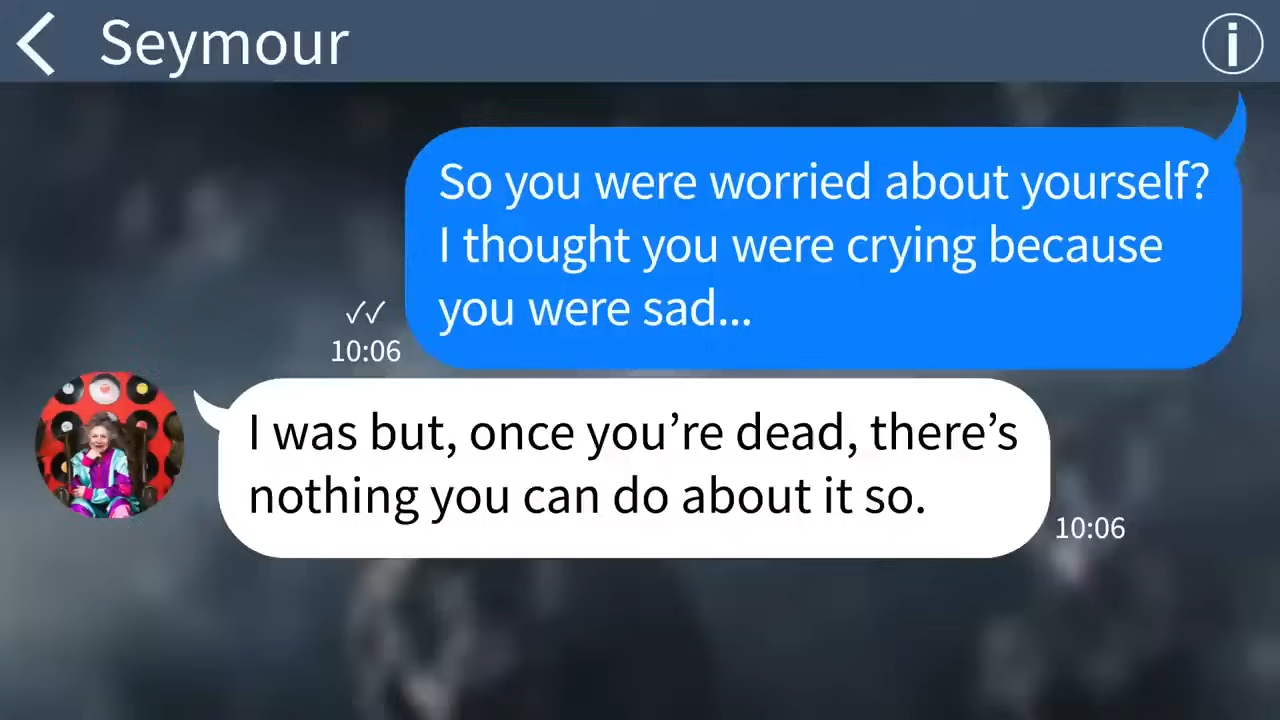 Seymour
So you were worried about yourself?
I thought you were crying because
you were sad...
10:06
I was but, once you’re dead, there’s
nothing you can do about it so.
10:06